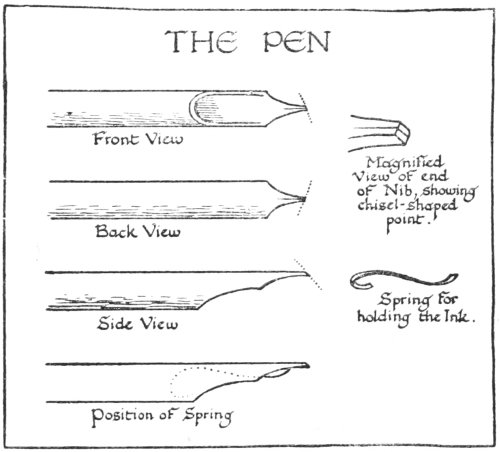 THE PEN
Front View
Magnified
View of end
of Nib, showing
chisel-shaped
point.
Back View
Side View
Spring for
holding the Ink.
Position of Spring